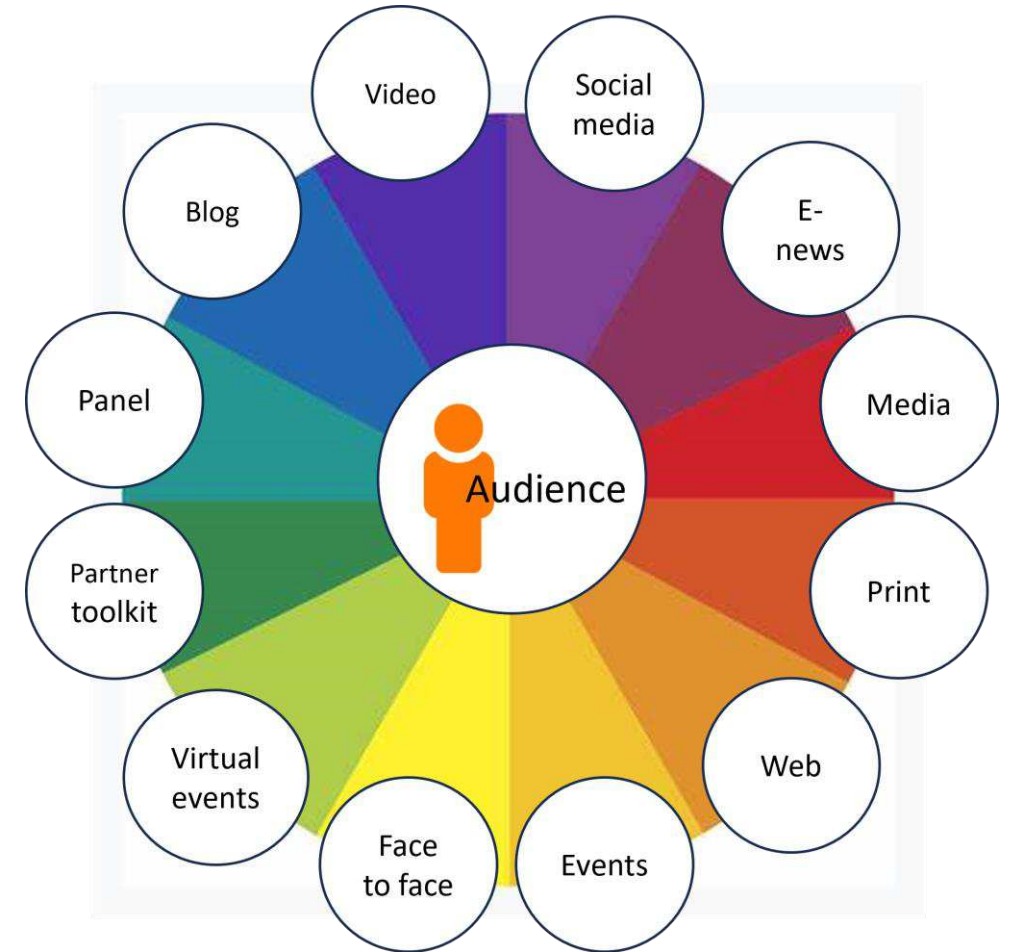 Video
Social
media
E-
news
Media
Print
Web
Events
Face
to face
Virtual
events
Partner
toolkit
Panel
Blog
Audience